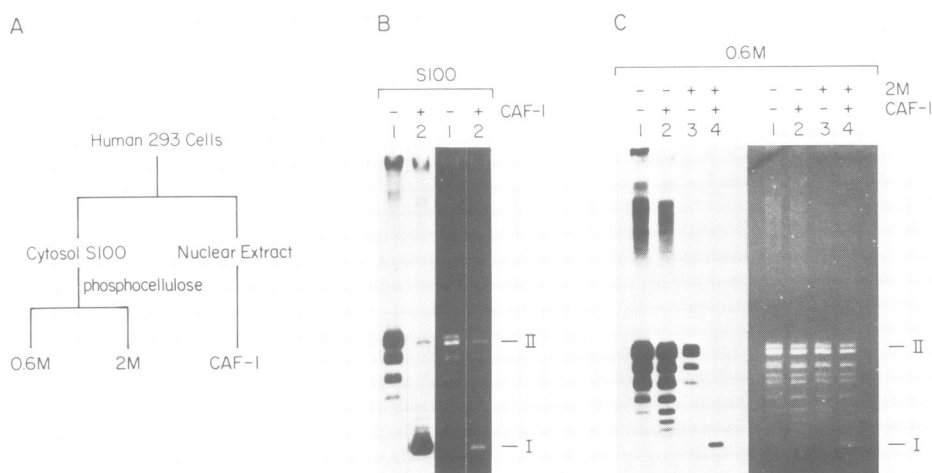 A
Human 293 Cells
Cytosol S100
Nuclear Extract
phosphocellulose
0.6M
2M
CAF-I
B
S100
- + - + CAF-I
1 2 1 2
II
I
C
0.6M
- - + + - - + + 2M
- + - + - + - + CAF-I
1 2 3 4 1 2 3 4
II
I